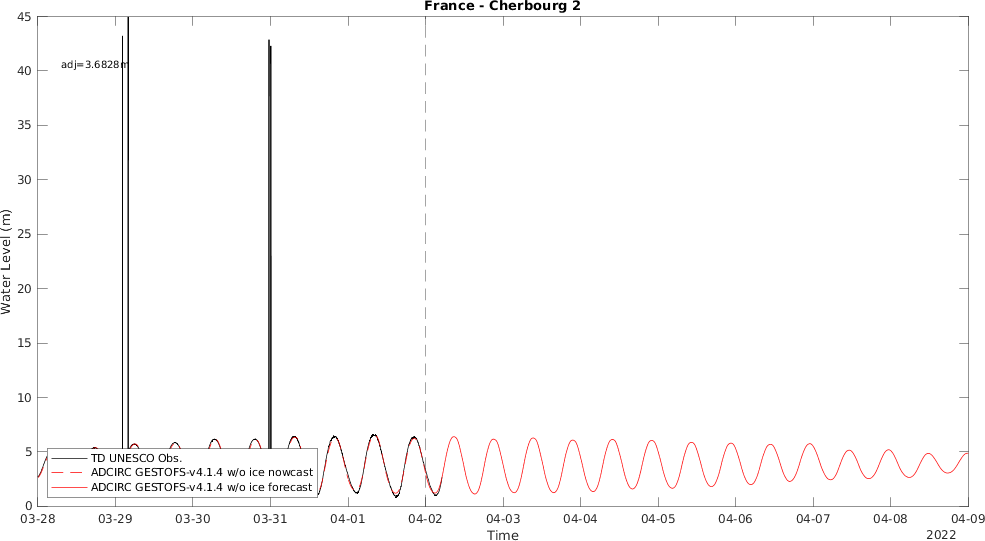 France - Cherbourg 2
45
40
35
30
25
20
15
10
5
0
Water Level (m)
adj=3.6828m
TD UNESCO Obs.
ADCIRC GESTOFS-v4.1.4 w/o ice nowcast
ADCIRC GESTOFS-v4.1.4 w/o ice forecast
03-28 03-29 03-30 03-31 04-01 04-02 04-03 04-04 04-05 04-06 04-07 04-08 04-09
Time
2022